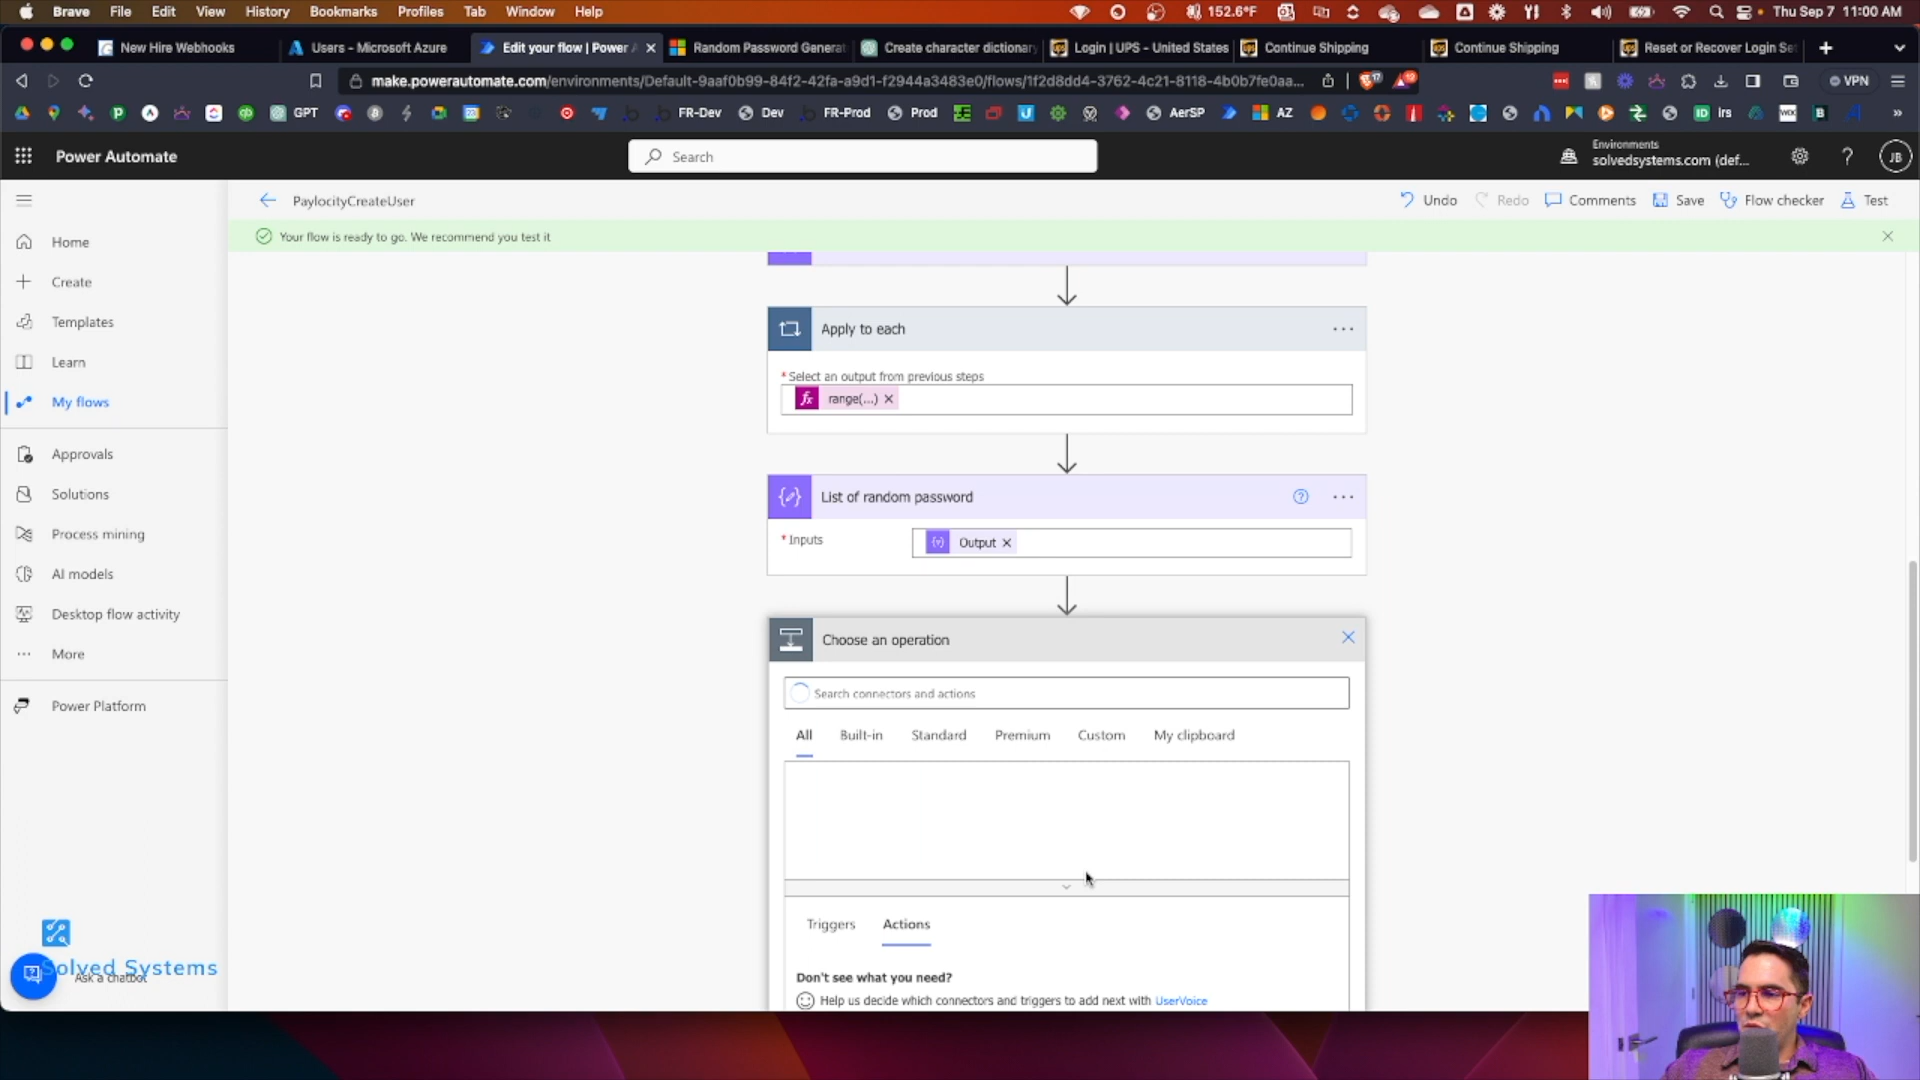 Brave File Edit View History Bookmarks Profiles Tab Window Help 152.6°F Thu Sep 7 11:00 AM
New Hire Webhooks Users - Microsoft Azure Edit your flow | Power A Random Password Generat Create character dictionary Login | UPS - United States Continue Shipping Continue Shipping Reset or Recover Login Se
make.powerautomate.com/environments/Default-9aaf0b99-84f2-42fa-a9d1-f2944a3483e0/flows/1f2d8dd4-3762-4c21-8118-4b0b7fe0aa... VPN
GPT FR-Dev Dev FR-Prod Prod AerSP AZ Irs
Power Automate
Search
Environments
solvedsystems.com (def...
JB
PaylocityCreateUser
Undo Redo Comments Save Flow checker Test
Your flow is ready to go. We recommend you test it
Home
Create
Templates
Learn
My flows
Approvals
Solutions
Process mining
AI models
Desktop flow activity
More
Power Platform
Apply to each
* Select an output from previous steps
range(...)
List of random password
* Inputs
Output
Choose an operation
Search connectors and actions
All Built-in Standard Premium Custom My clipboard
Triggers Actions
Don't see what you need?
Help us decide which connectors and triggers to add next with UserVoice
Solved Systems
Ask a chatbot